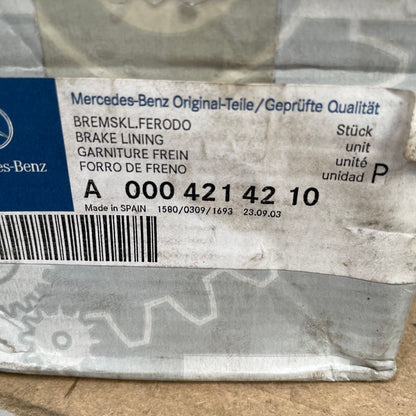 Mercedes-Benz Original-Teile/Geprüfte Qualität
BREMSKL.FERODO
BRAKE LINING
GARNITURE FREIN
FORRO DE FRENO
Stück
unit
unité
unidad P
A 000 421 42 10
Made in SPAIN 1580/0309/1693 23.09.03
es-Benz